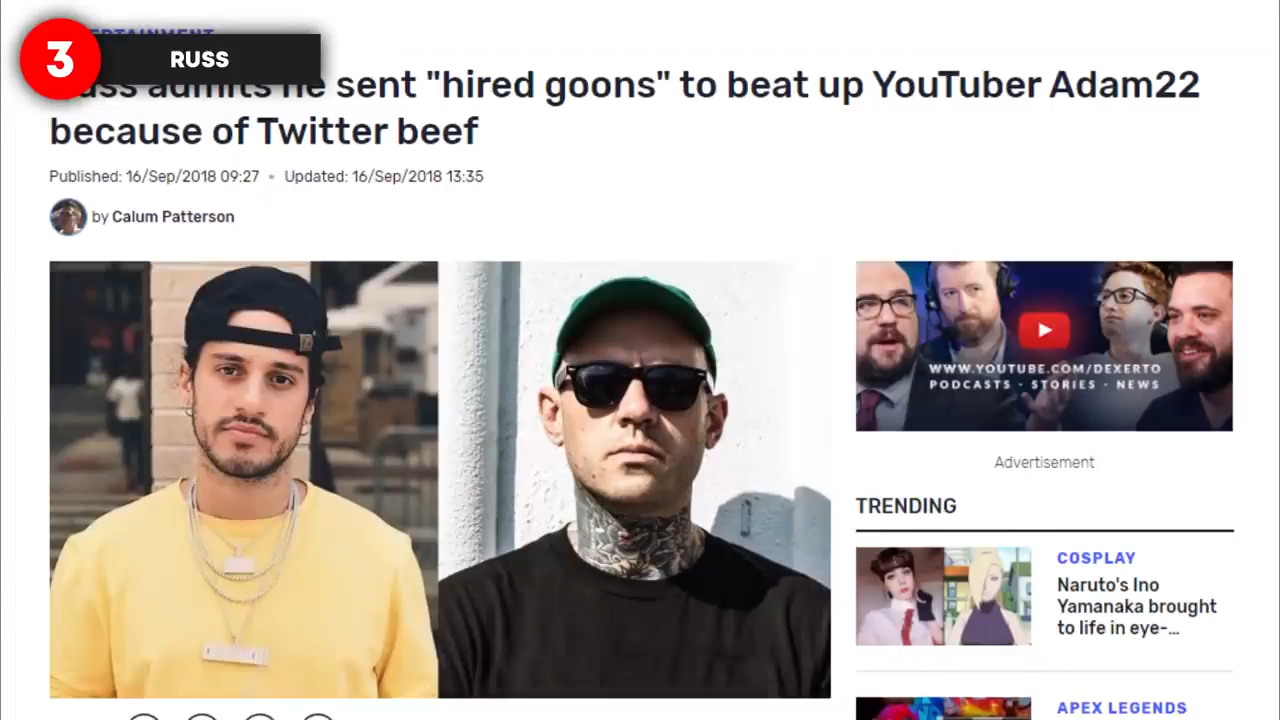 3
RUSS
sent "hired goons" to beat up YouTuber Adam22
because of Twitter beef
Published: 16/Sep/2018 09:27 • Updated: 16/Sep/2018 13:35
by Calum Patterson
WWW.YOUTUBE.COM/DEXERTO
PODCASTS - STORIES - NEWS
Advertisement
TRENDING
COSPLAY
Naruto's Ino
Yamanaka brought
to life in eye-...
APEX LEGENDS